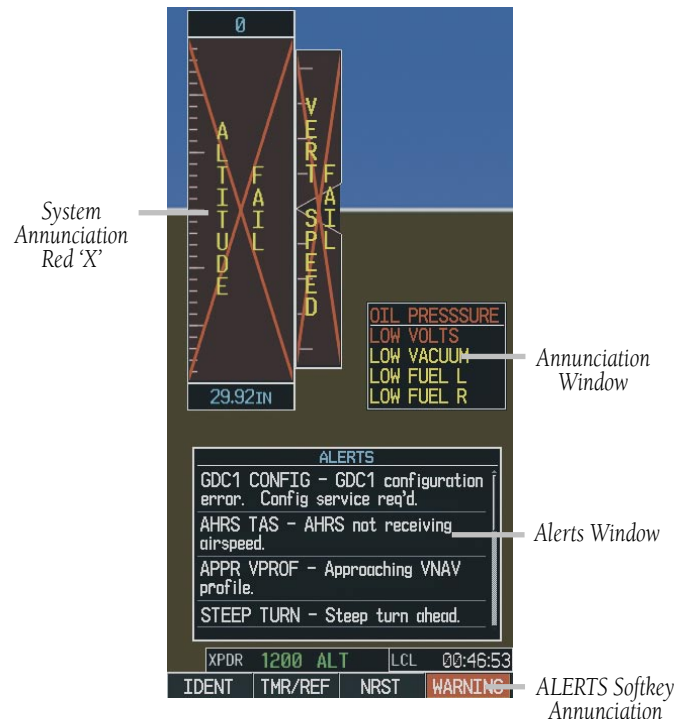 0
ALTITUDE
FAIL
VERT SPEED
FAIL
29.92IN
System
Annunciation
Red ‘X’
OIL PRESSSURE
LOW VOLTS
LOW VACUUM
LOW FUEL L
LOW FUEL R
Annunciation
Window
ALERTS
GDC1 CONFIG – GDC1 configuration
error. Config service req'd.
AHRS TAS – AHRS not receiving
airspeed.
APPR VPROF – Approaching VNAV
profile.
STEEP TURN – Steep turn ahead.
Alerts Window
XPDR 1200 ALT LCL 00:46:53
IDENT TMR/REF NRST WARNING
ALERTS Softkey
Annunciation